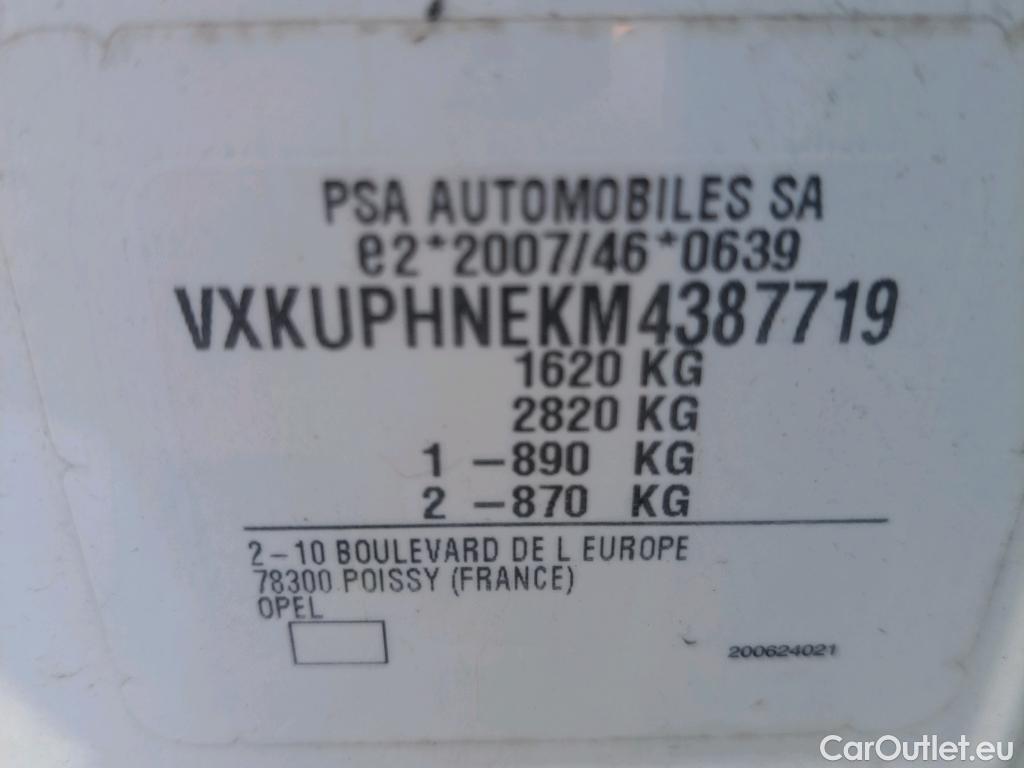 PSA AUTOMOBILES SA
e2*2007/46*0639
VXKUPHNEKM4387719
1620 KG
2820 KG
1 -890 KG
2 -870 KG
2-10 BOULEVARD DE L EUROPE
78300 POISSY (FRANCE)
OPEL
200624021
CarOutlet.eu